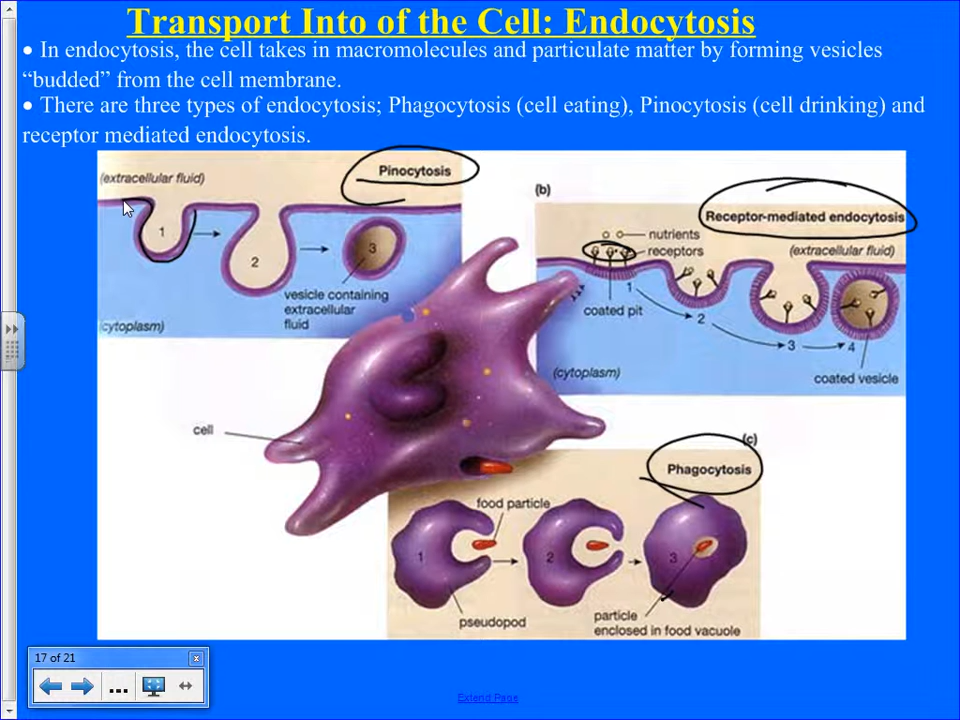 Transport Into of the Cell: Endocytosis
• In endocytosis, the cell takes in macromolecules and particulate matter by forming vesicles
“budded” from the cell membrane.
• There are three types of endocytosis; Phagocytosis (cell eating), Pinocytosis (cell drinking) and
receptor mediated endocytosis.
Pinocytosis
(extracellular fluid)
1
2
3
vesicle containing
extracellular
fluid
(cytoplasm)
(b)
Receptor-mediated endocytosis
nutrients
(extracellular fluid)
receptors
1
coated pit
2
3
4
(cytoplasm)
coated vesicle
cell
(c)
Phagocytosis
food particle
1
2
3
pseudopod
particle
enclosed in food vacuole
17 of 21
x
...
Extend Page